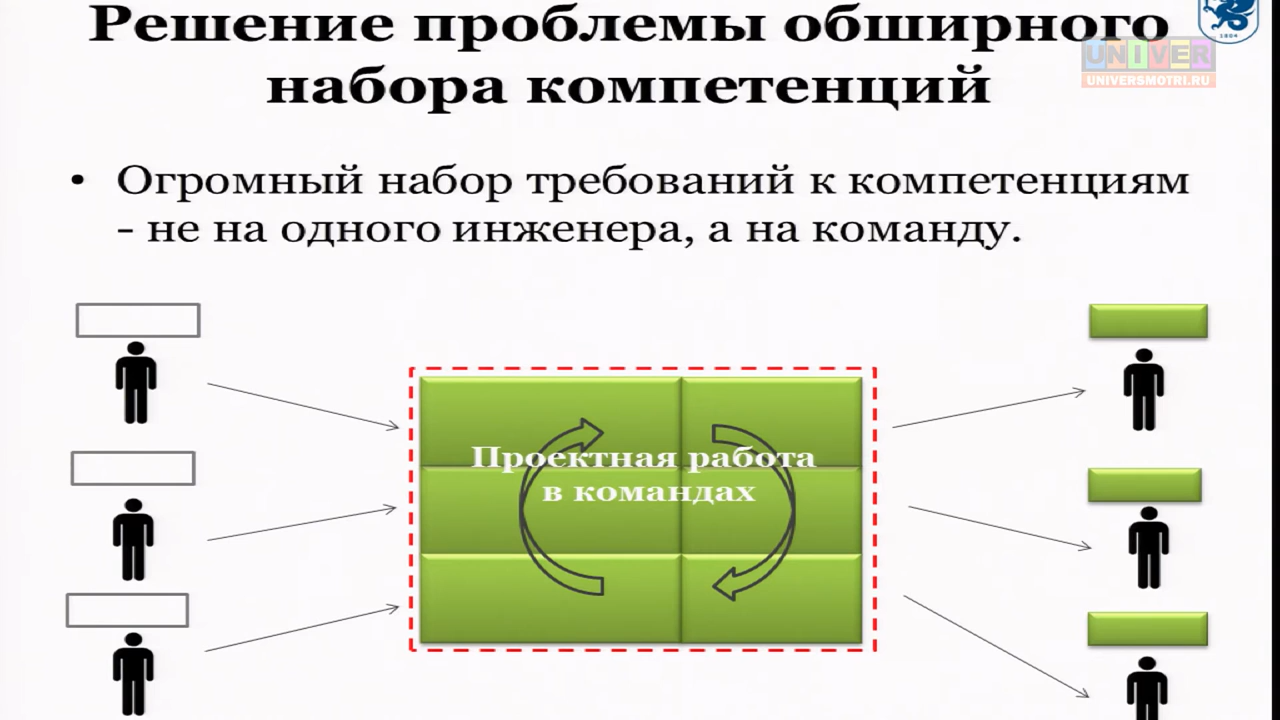 Решение проблемы обширного
набора компетенций
1804
UNIVER
UNIVERSMOTRI.RU
• Огромный набор требований к компетенциям
- не на одного инженера, а на команду.
Проектная работа
в командах